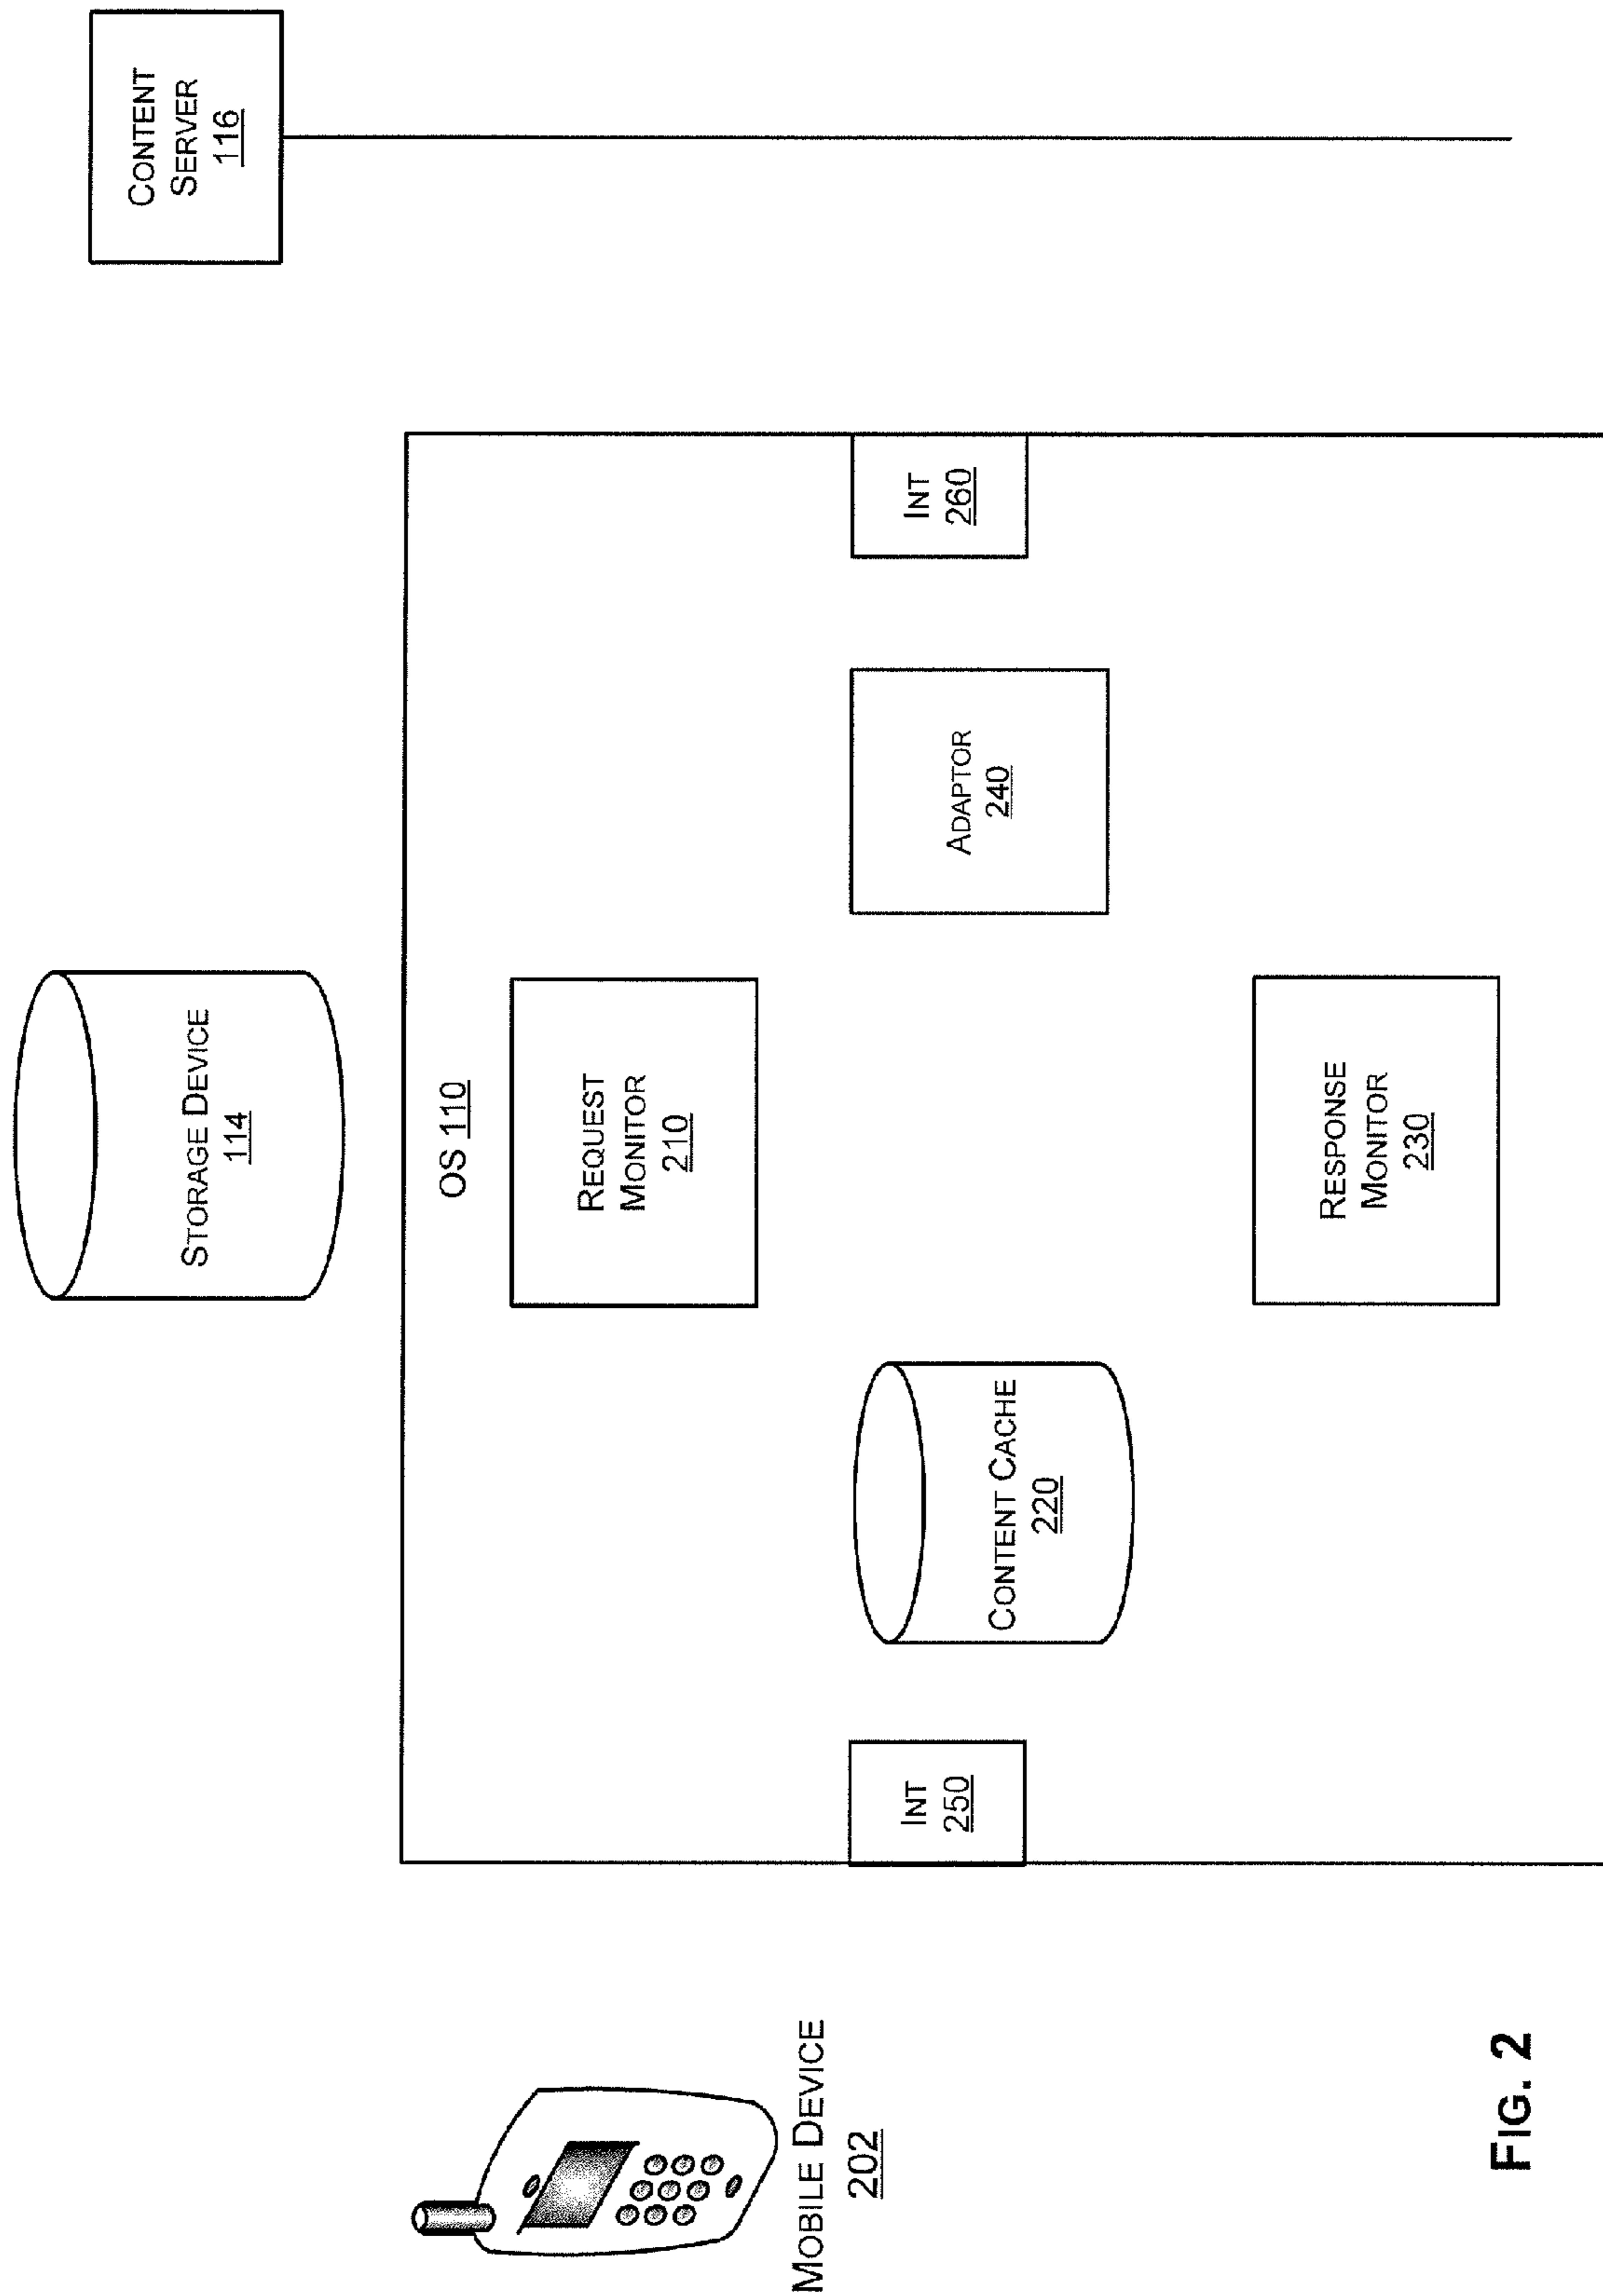 STORAGE DEVICE
114
CONTENT
SERVER
116
OS 110
REQUEST
MONITOR
210
MOBILE DEVICE
202
INT
250
CONTENT CACHE
220
ADAPTOR
240
INT
260
RESPONSE
MONITOR
230
FIG. 2